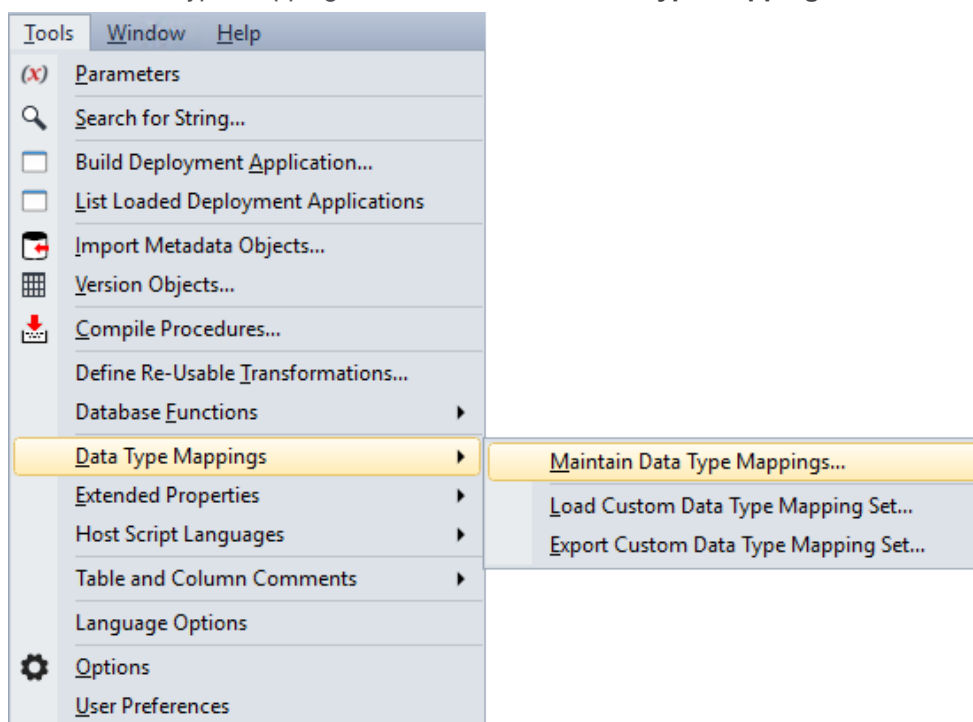 Tools Window Help
(x) Parameters
Search for String...
Build Deployment Application...
List Loaded Deployment Applications
Import Metadata Objects...
Version Objects...
Compile Procedures...
Define Re-Usable Transformations...
Database Functions
Data Type Mappings
Maintain Data Type Mappings...
Load Custom Data Type Mapping Set...
Export Custom Data Type Mapping Set...
Extended Properties
Host Script Languages
Table and Column Comments
Language Options
Options
User Preferences